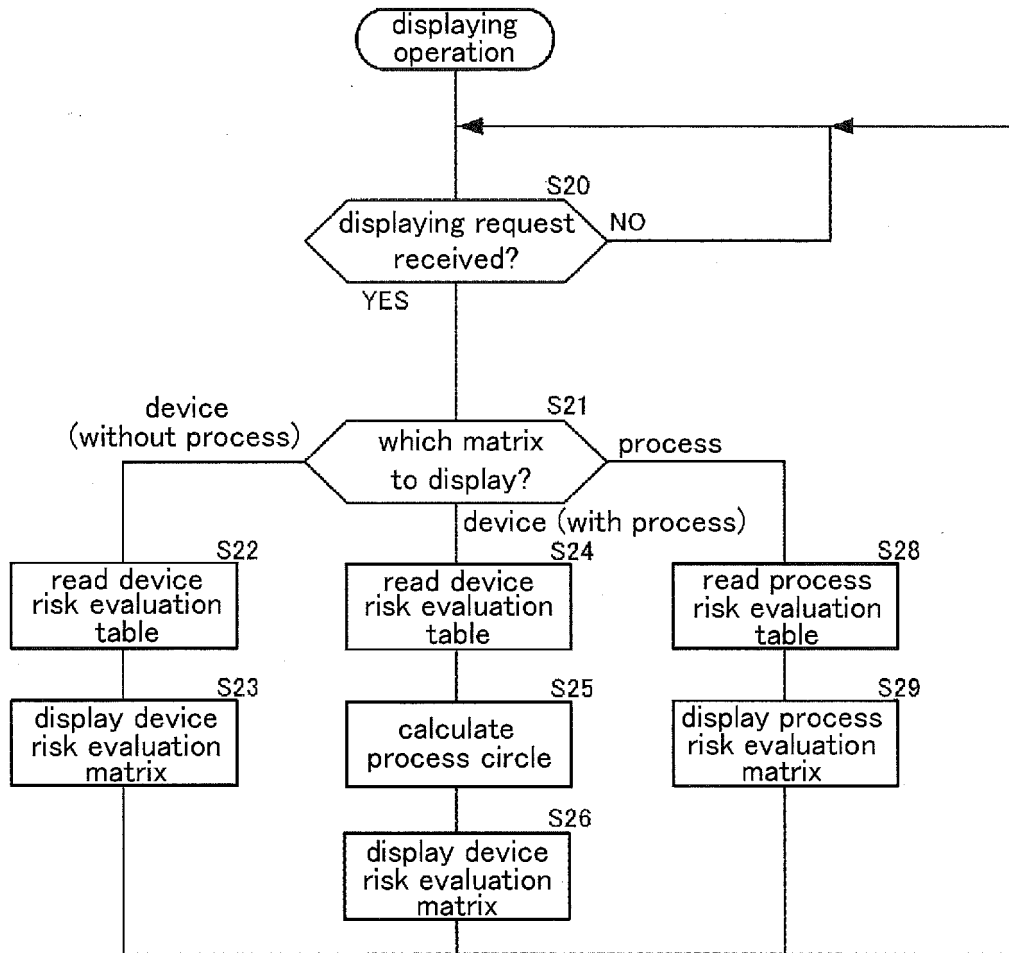 displaying
operation
S20
displaying request
received?
NO
YES
S21
device
(without process)
which matrix
to display?
process
device (with process)
S22
read device
risk evaluation
table
S24
read device
risk evaluation
table
S28
read process
risk evaluation
table
S23
display device
risk evaluation
matrix
S25
calculate
process circle
S29
display process
risk evaluation
matrix
S26
display device
risk evaluation
matrix